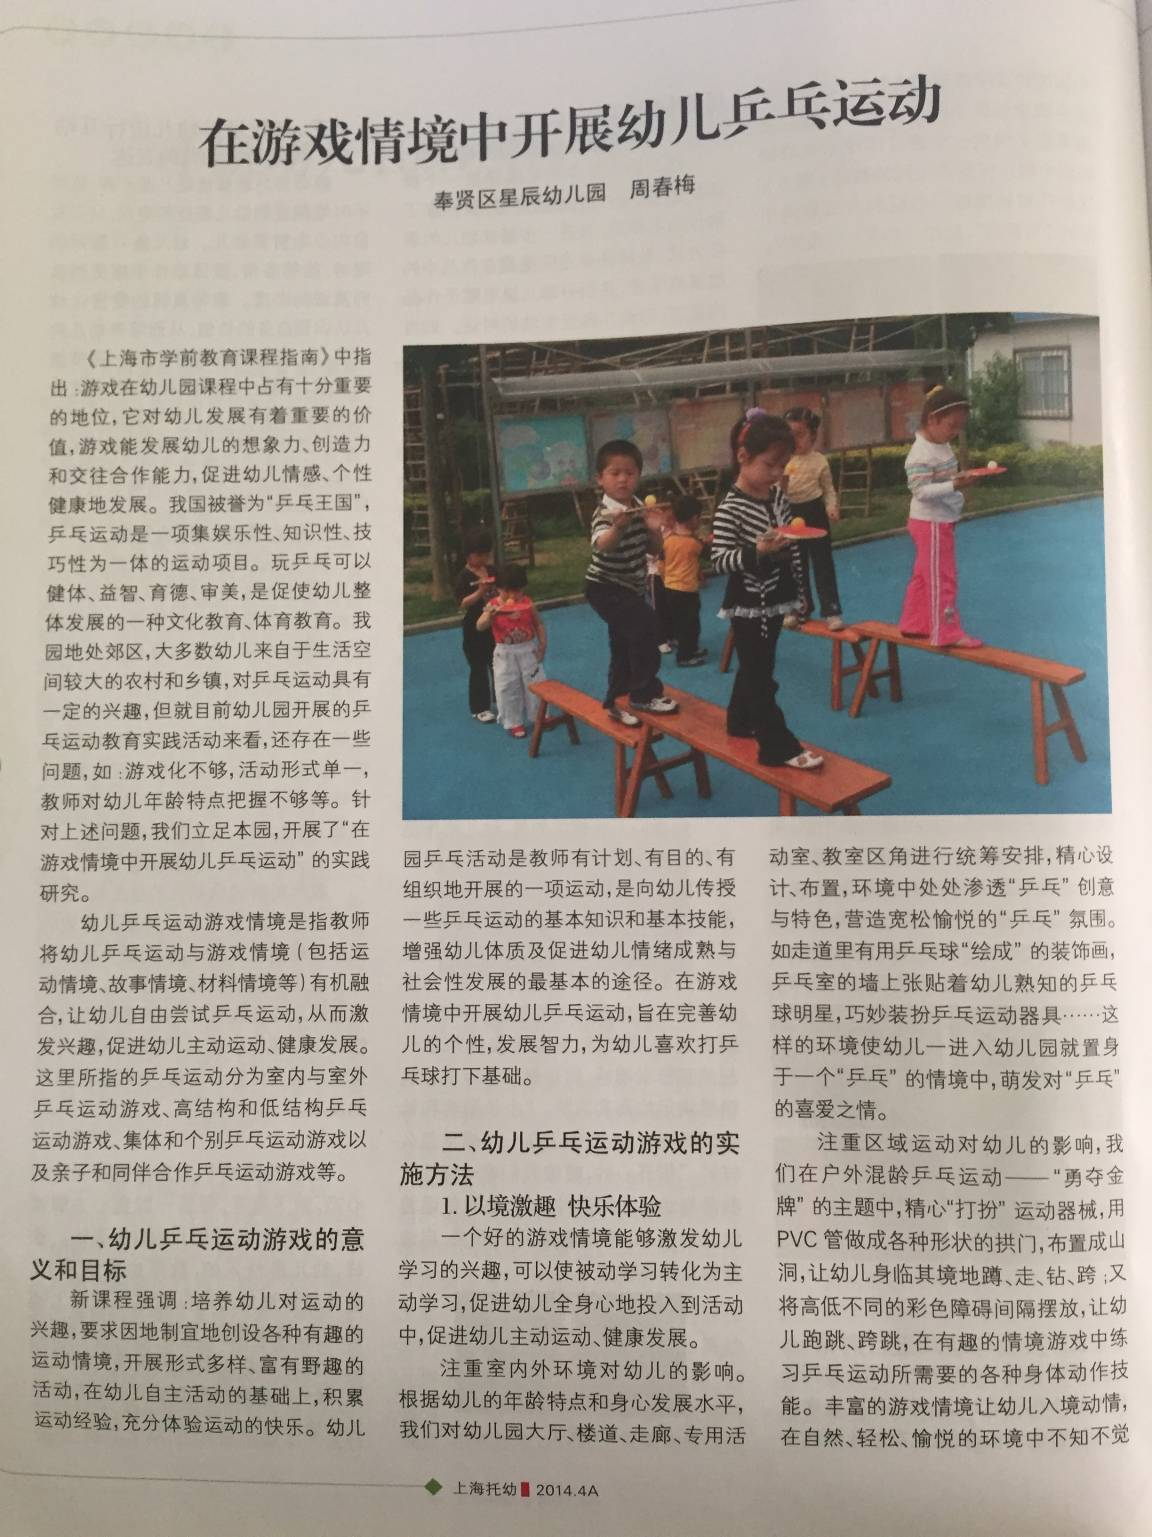 在游戏情境中开展幼儿乒乓运动
奉贤区星辰幼儿园 周春梅
《上海市学前教育课程指南》中指
出:游戏在幼儿园课程中占有十分重要
的地位,它对幼儿发展有着重要的价
值,游戏能发展幼儿的想象力、创造力
和交往合作能力,促进幼儿情感、个性
健康地发展。我国被誉为“乒乓王国”,
乒乓运动是一项集娱乐性、知识性、技
巧性为一体的运动项目。玩乒乓可以
健体、益智、育德、审美,是促使幼儿整
体发展的一种文化教育、体育教育。我
园地处郊区,大多数幼儿来自于生活空
间较大的农村和乡镇,对乒乓运动具有
一定的兴趣,但就目前幼儿园开展的乒
乓运动教育实践活动来看,还存在一些
问题,如:游戏化不够,活动形式单一,
教师对幼儿年龄特点把握不够等。针
对上述问题,我们立足本园,开展了“在
游戏情境中开展幼儿乒乓运动”的实践
研究。
幼儿乒乓运动游戏情境是指教师
将幼儿乒乓运动与游戏情境(包括运
动情境、故事情境、材料情境等)有机融
合,让幼儿自由尝试乒乓运动,从而激
发兴趣,促进幼儿主动运动、健康发展。
这里所指的乒乓运动分为室内与室外
乒乓运动游戏、高结构和低结构乒乓
运动游戏、集体和个别乒乓运动游戏以
及亲子和同伴合作乒乓运动游戏等。
一、幼儿乒乓运动游戏的意
义和目标
新课程强调:培养幼儿对运动的
兴趣,要求因地制宜地创设各种有趣的
运动情境,开展形式多样、富有野趣的
活动,在幼儿自主活动的基础上,积累
运动经验,充分体验运动的快乐。幼儿
园乒乓活动是教师有计划、有目的、有
组织地开展的一项运动,是向幼儿传授
一些乒乓运动的基本知识和基本技能,
增强幼儿体质及促进幼儿情绪成熟与
社会性发展的最基本的途径。在游戏
情境中开展幼儿乒乓运动,旨在完善幼
儿的个性,发展智力,为幼儿喜欢打乒
乓球打下基础。
二、幼儿乒乓运动游戏的实
施方法
1. 以境激趣 快乐体验
一个好的游戏情境能够激发幼儿
学习的兴趣,可以使被动学习转化为主
动学习,促进幼儿全身心地投入到活动
中,促进幼儿主动运动、健康发展。
注重室内外环境对幼儿的影响。
根据幼儿的年龄特点和身心发展水平,
我们对幼儿园大厅、楼道、走廊、专用活
动室、教室区角进行统筹安排,精心设
计、布置,环境中处处渗透“乒乓”创意
与特色,营造宽松愉悦的“乒乓”氛围。
如走道里有用乒乓球“绘成”的装饰画,
乒乓室的墙上张贴着幼儿熟知的乒乓
球明星,巧妙装扮乒乓运动器具……这
样的环境使幼儿一进入幼儿园就置身
于一个“乒乓”的情境中,萌发对“乒乓”
的喜爱之情。
注重区域运动对幼儿的影响,我
们在户外混龄乒乓运动——“勇夺金
牌”的主题中,精心“打扮”运动器械,用
PVC管做成各种形状的拱门,布置成山
洞,让幼儿身临其境地蹲、走、钻、跨;又
将高低不同的彩色障碍间隔摆放,让幼
儿跑跳、跨跳,在有趣的情境游戏中练
习乒乓运动所需要的各种身体动作技
能。丰富的游戏情境让幼儿入境动情,
在自然、轻松、愉悦的环境中不知不觉
上海托幼 2014.4A